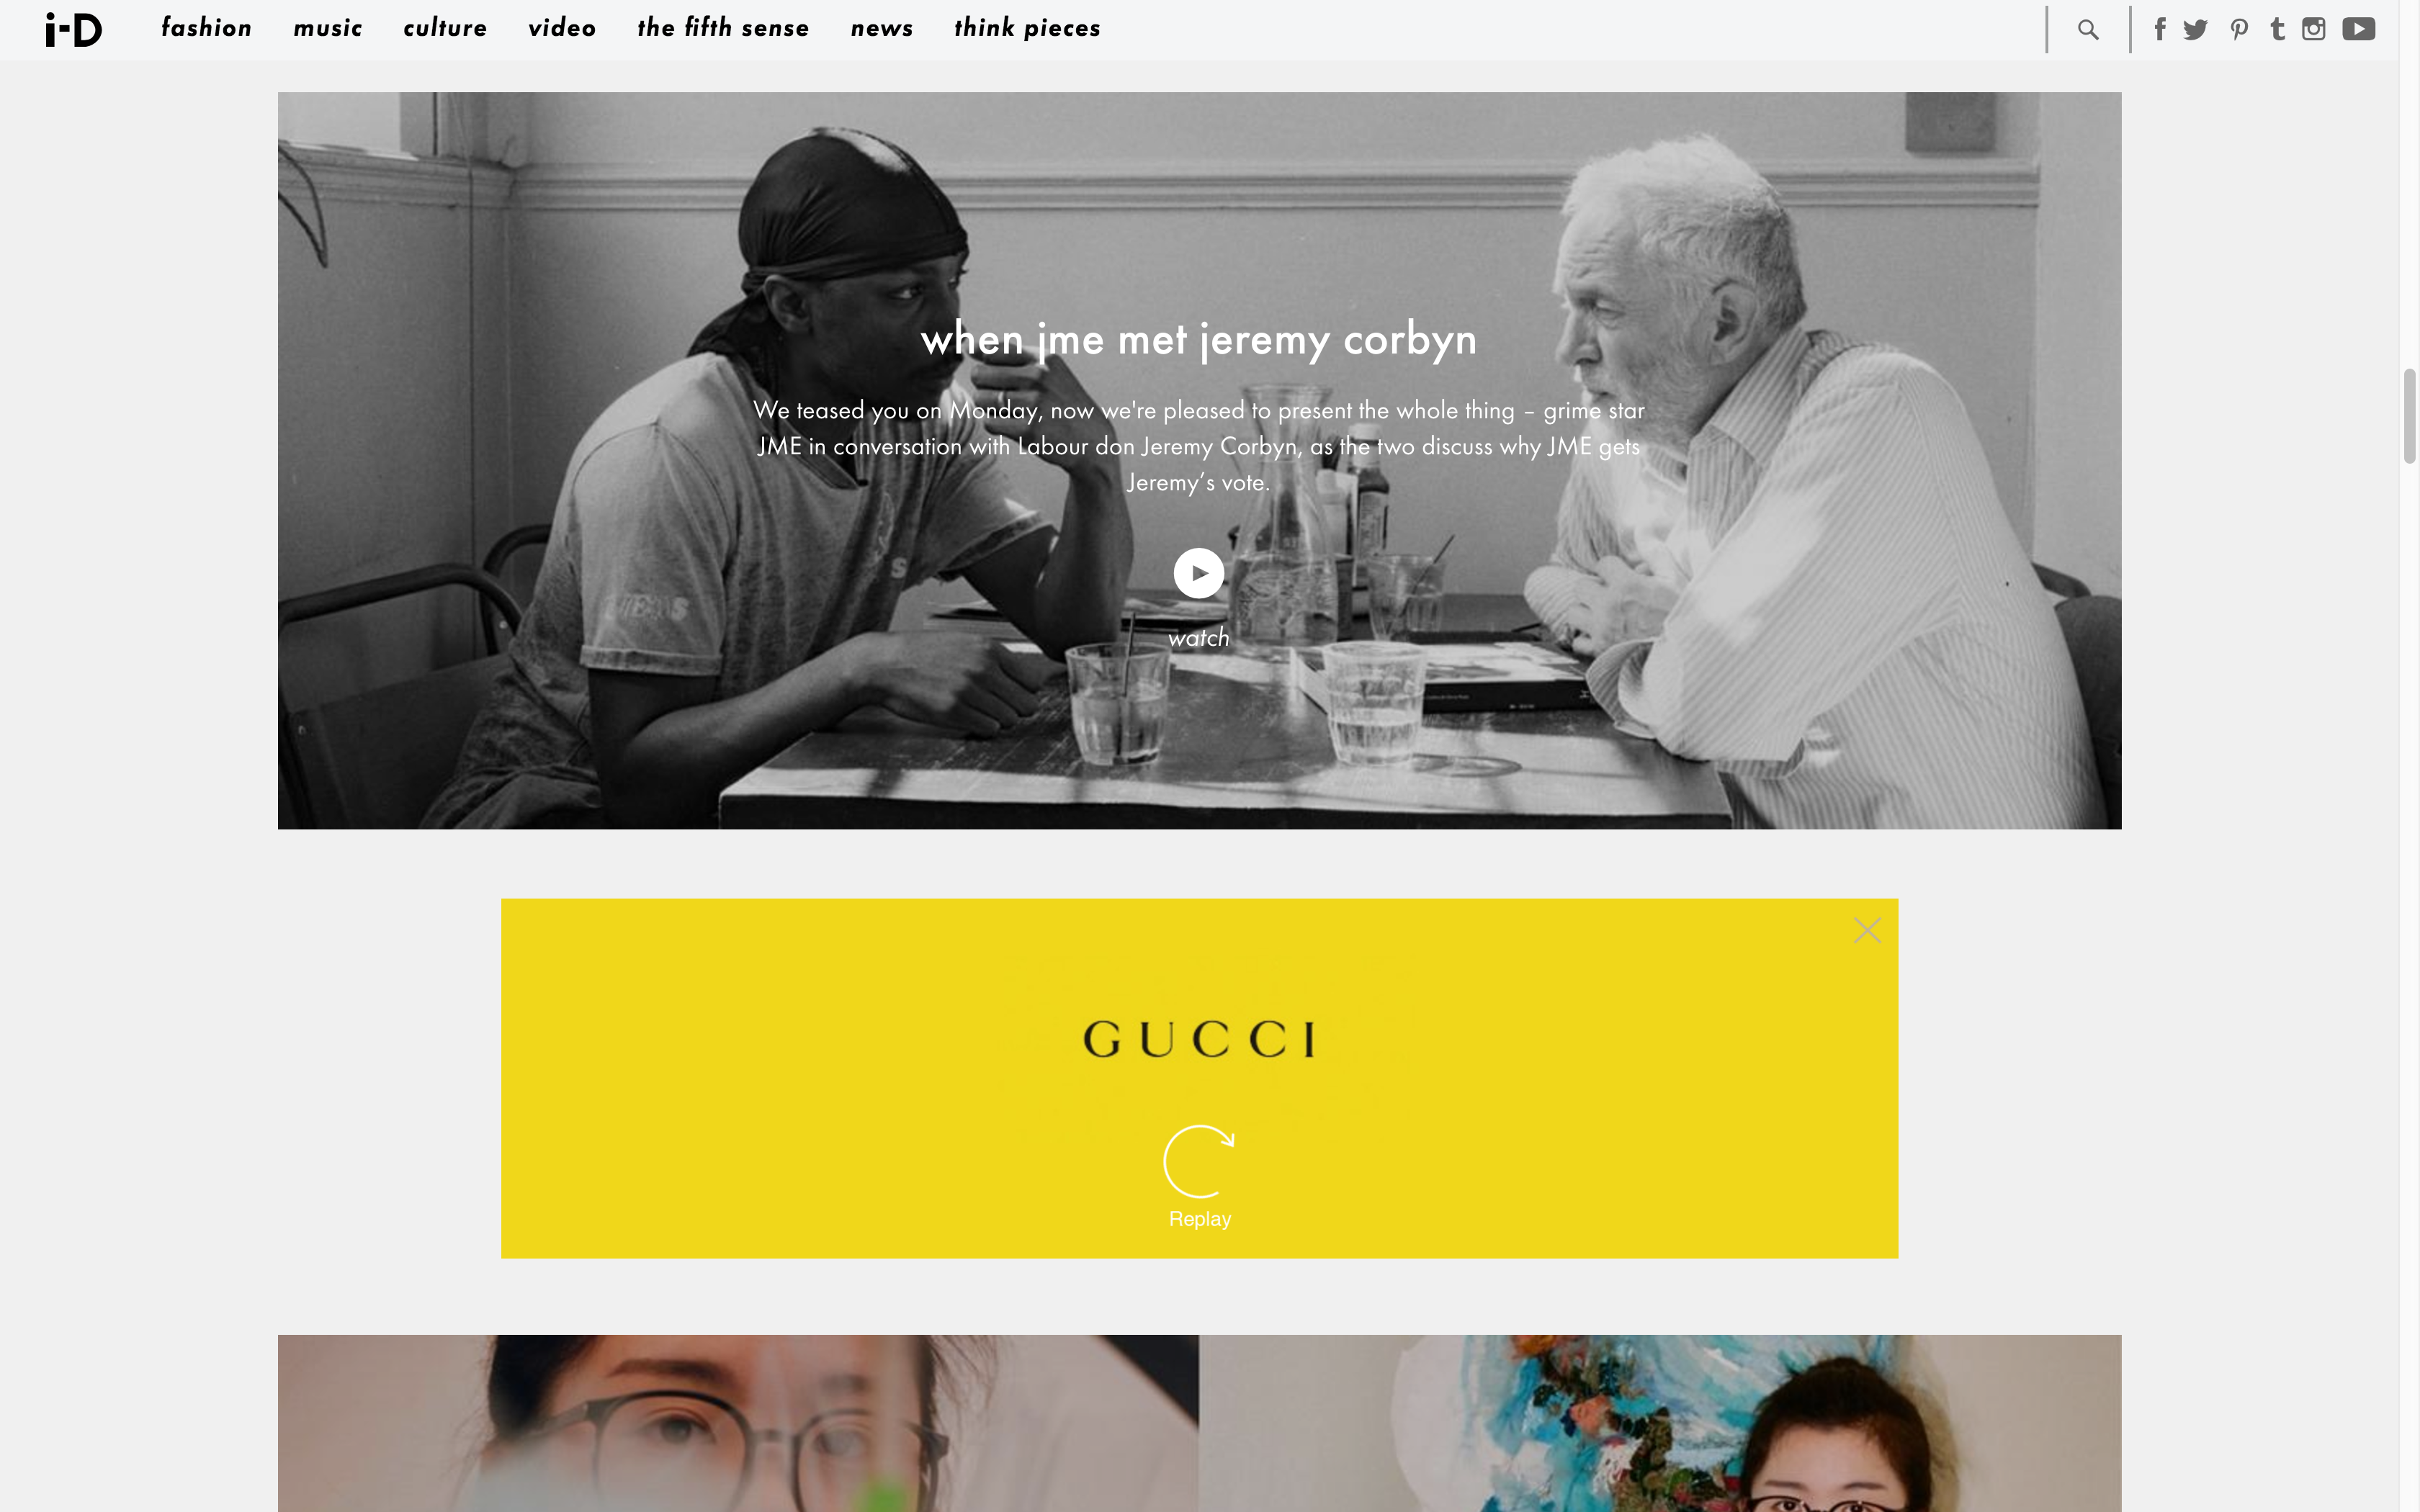 i-D
fashion music culture video the fifth sense news think pieces
when jme met jeremy corbyn
We teased you on Monday, now we're pleased to present the whole thing – grime star
JME in conversation with Labour don Jeremy Corbyn, as the two discuss why JME gets
Jeremy’s vote.
watch
GUCCI
Replay